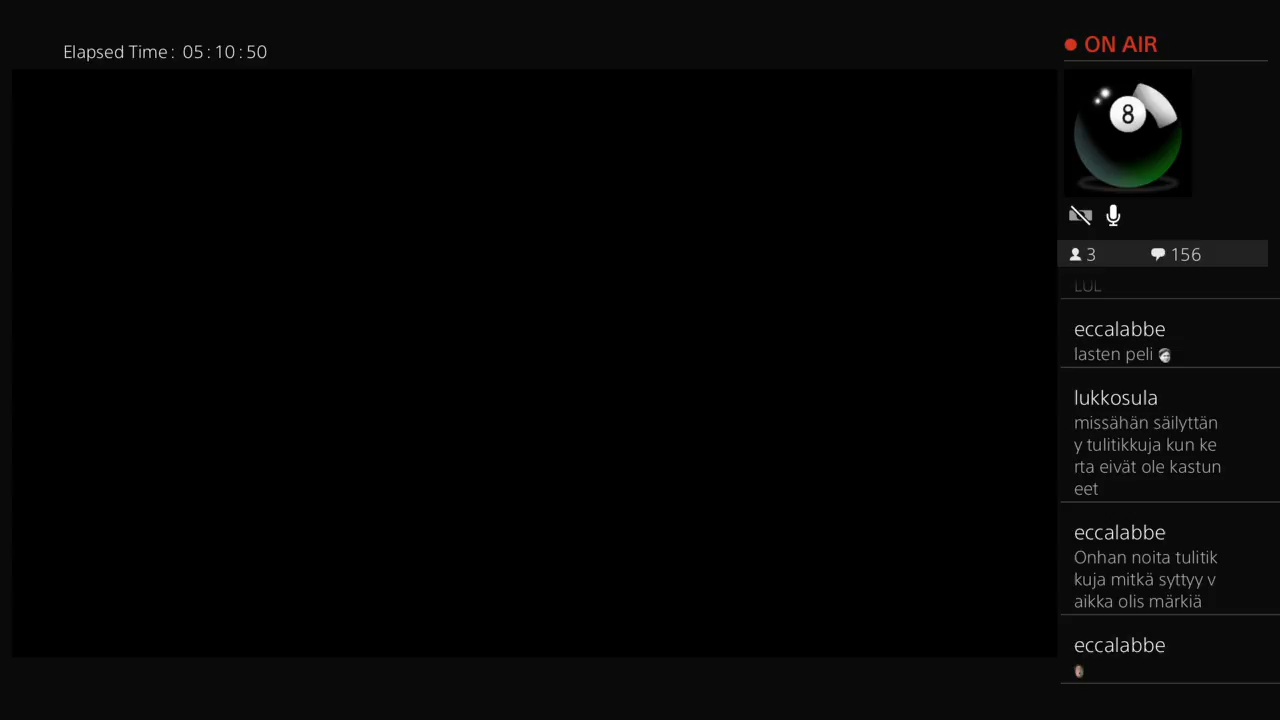 Elapsed Time: 05:10:50
ON AIR
8
3
156
LUL
eccalabbe
lasten peli
lukkosula
missähän säilyttän
y tulitikkuja kun ke
rta eivät ole kastun
eet
eccalabbe
Onhan noita tulitik
kuja mitkä syttyy v
aikka olis märkiä
eccalabbe